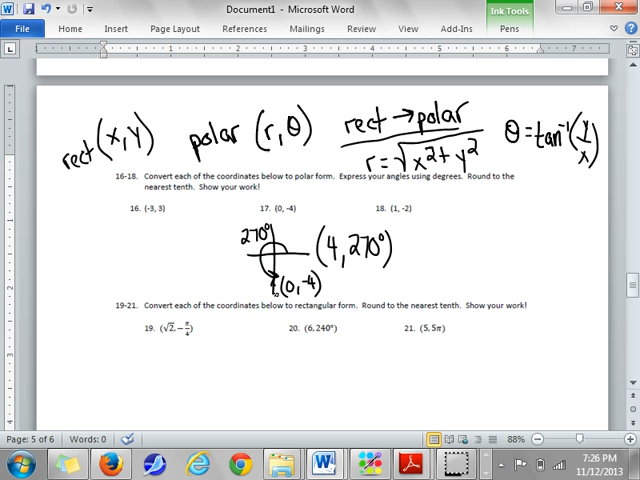 Document1 - Microsoft Word
Ink Tools
File Home Insert Page Layout References Mailings Review View Add-Ins Pens
rect (x, y) polar (r, θ) rect → polar θ = tan⁻¹(y/x)
r = √x² + y²
16-18. Convert each of the coordinates below to polar form. Express your angles using degrees. Round to the
nearest tenth. Show your work!
16. (-3, 3) 17. (0, -4) 18. (1, -2)
270° (4, 270°)
(0, -4)
19-21. Convert each of the coordinates below to rectangular form. Round to the nearest tenth. Show your work!
19. (√2, -π/4) 20. (6, 240°) 21. (5, 5π)
Page: 5 of 6 Words: 0 88%
7:26 PM
11/12/2013